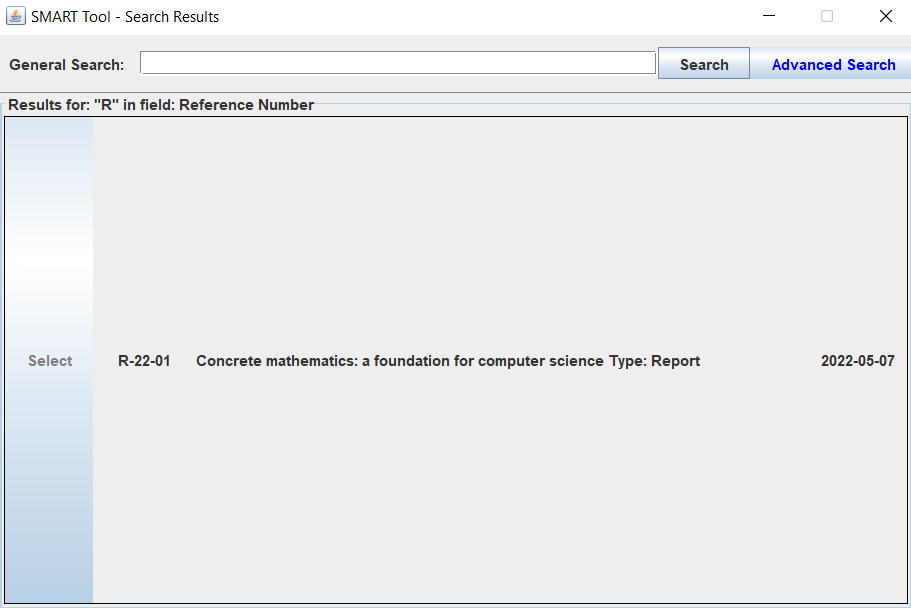 SMART Tool - Search Results
General Search: Search Advanced Search
Results for: "R" in field: Reference Number
Select R-22-01 Concrete mathematics: a foundation for computer science Type: Report 2022-05-07